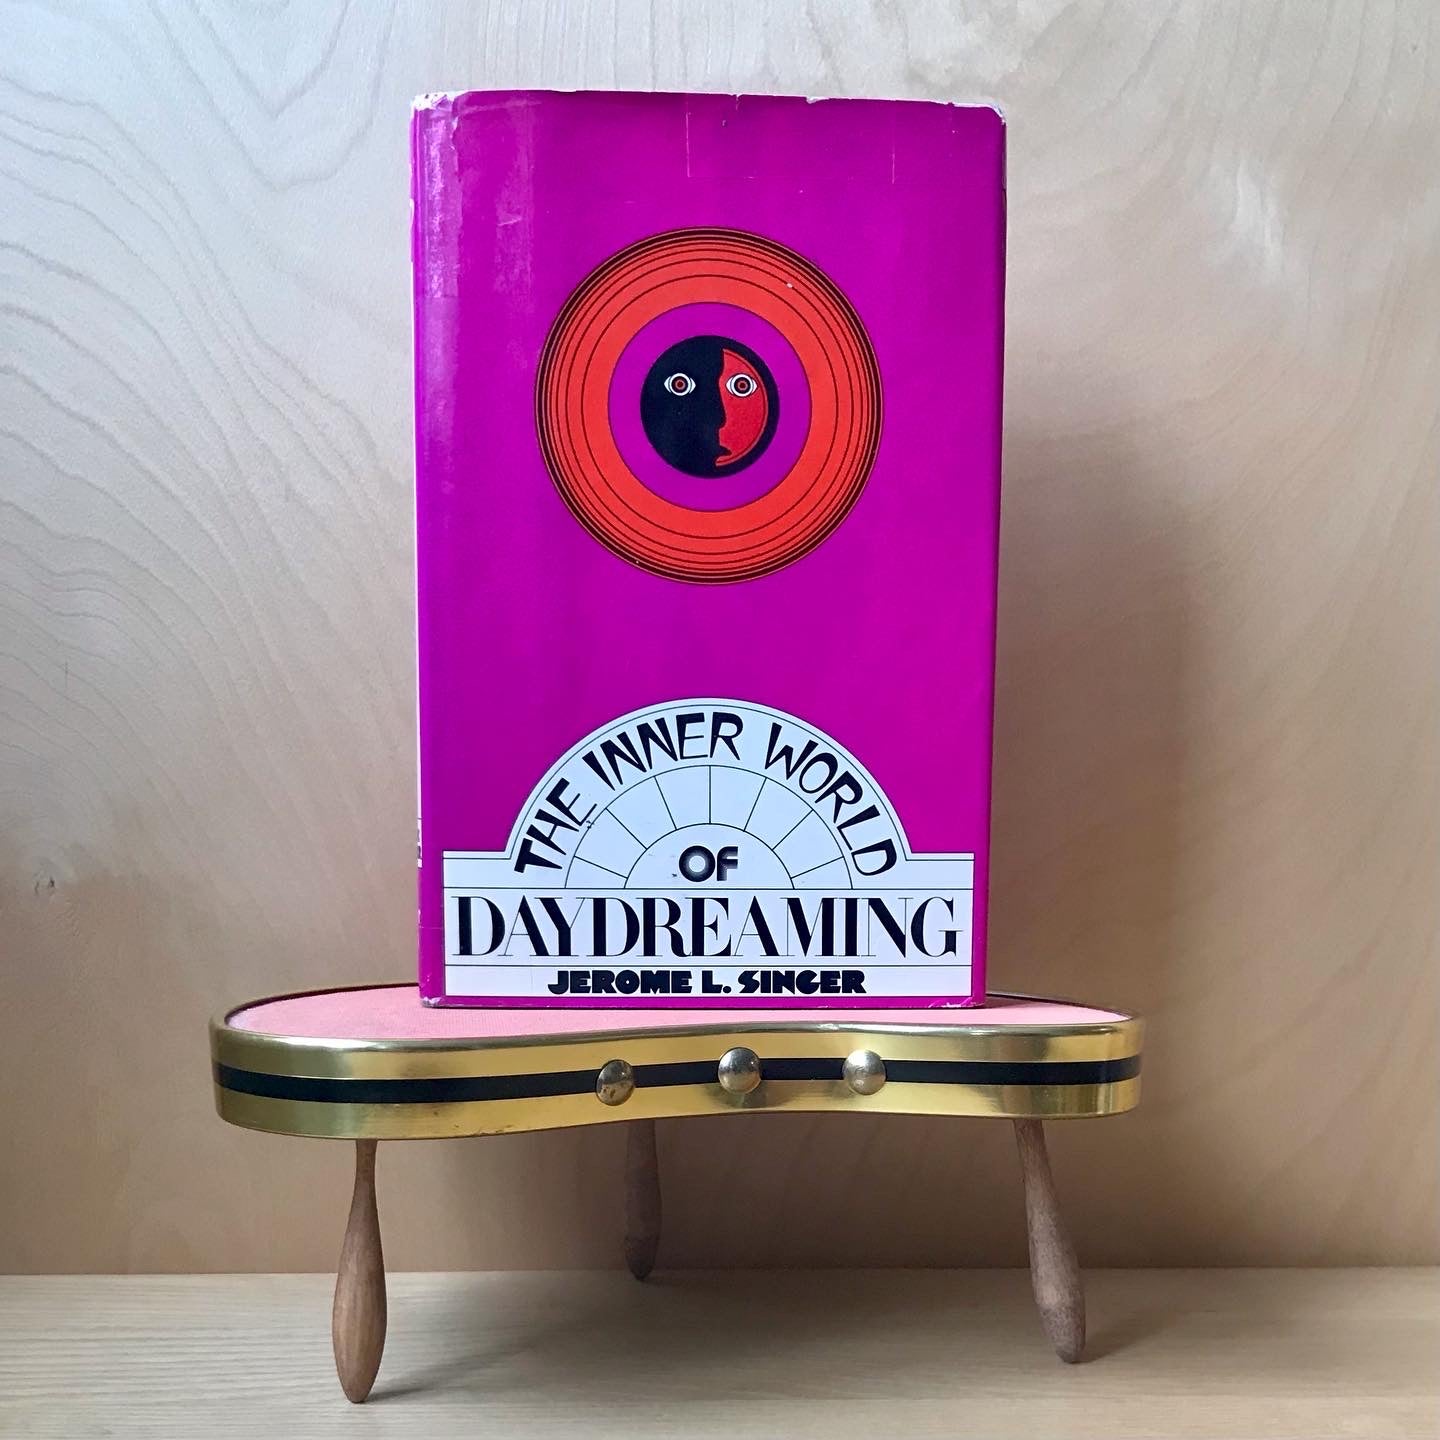 THE INNER WORLD
OF
DAYDREAMING
JEROME L. SINGER